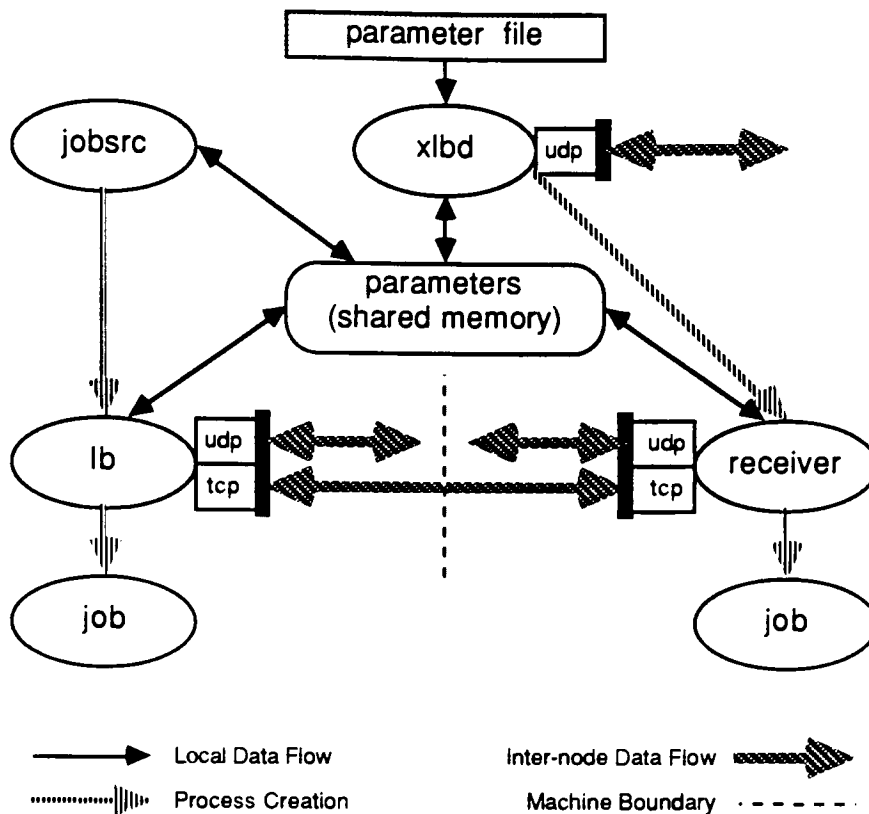 parameter file
jobsrc
xlbd
udp
parameters
(shared memory)
udp
lb
tcp
udp
receiver
tcp
job
job
Local Data Flow
Inter-node Data Flow
Process Creation
Machine Boundary